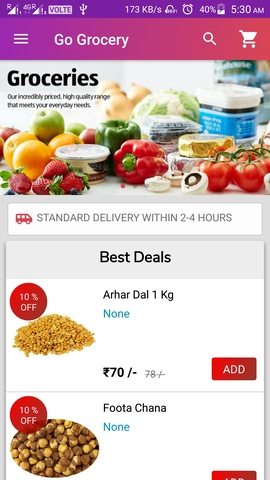 4GR VOLTE 173 KB/s 40% 5:30 AM
Go Grocery
Groceries
Our incredibly priced, high quality range
that meets your everyday needs.
STANDARD DELIVERY WITHIN 2-4 HOURS
Best Deals
10 %
OFF
Arhar Dal 1 Kg
None
₹70 /- 78 /- ADD
10 %
OFF
Foota Chana
None